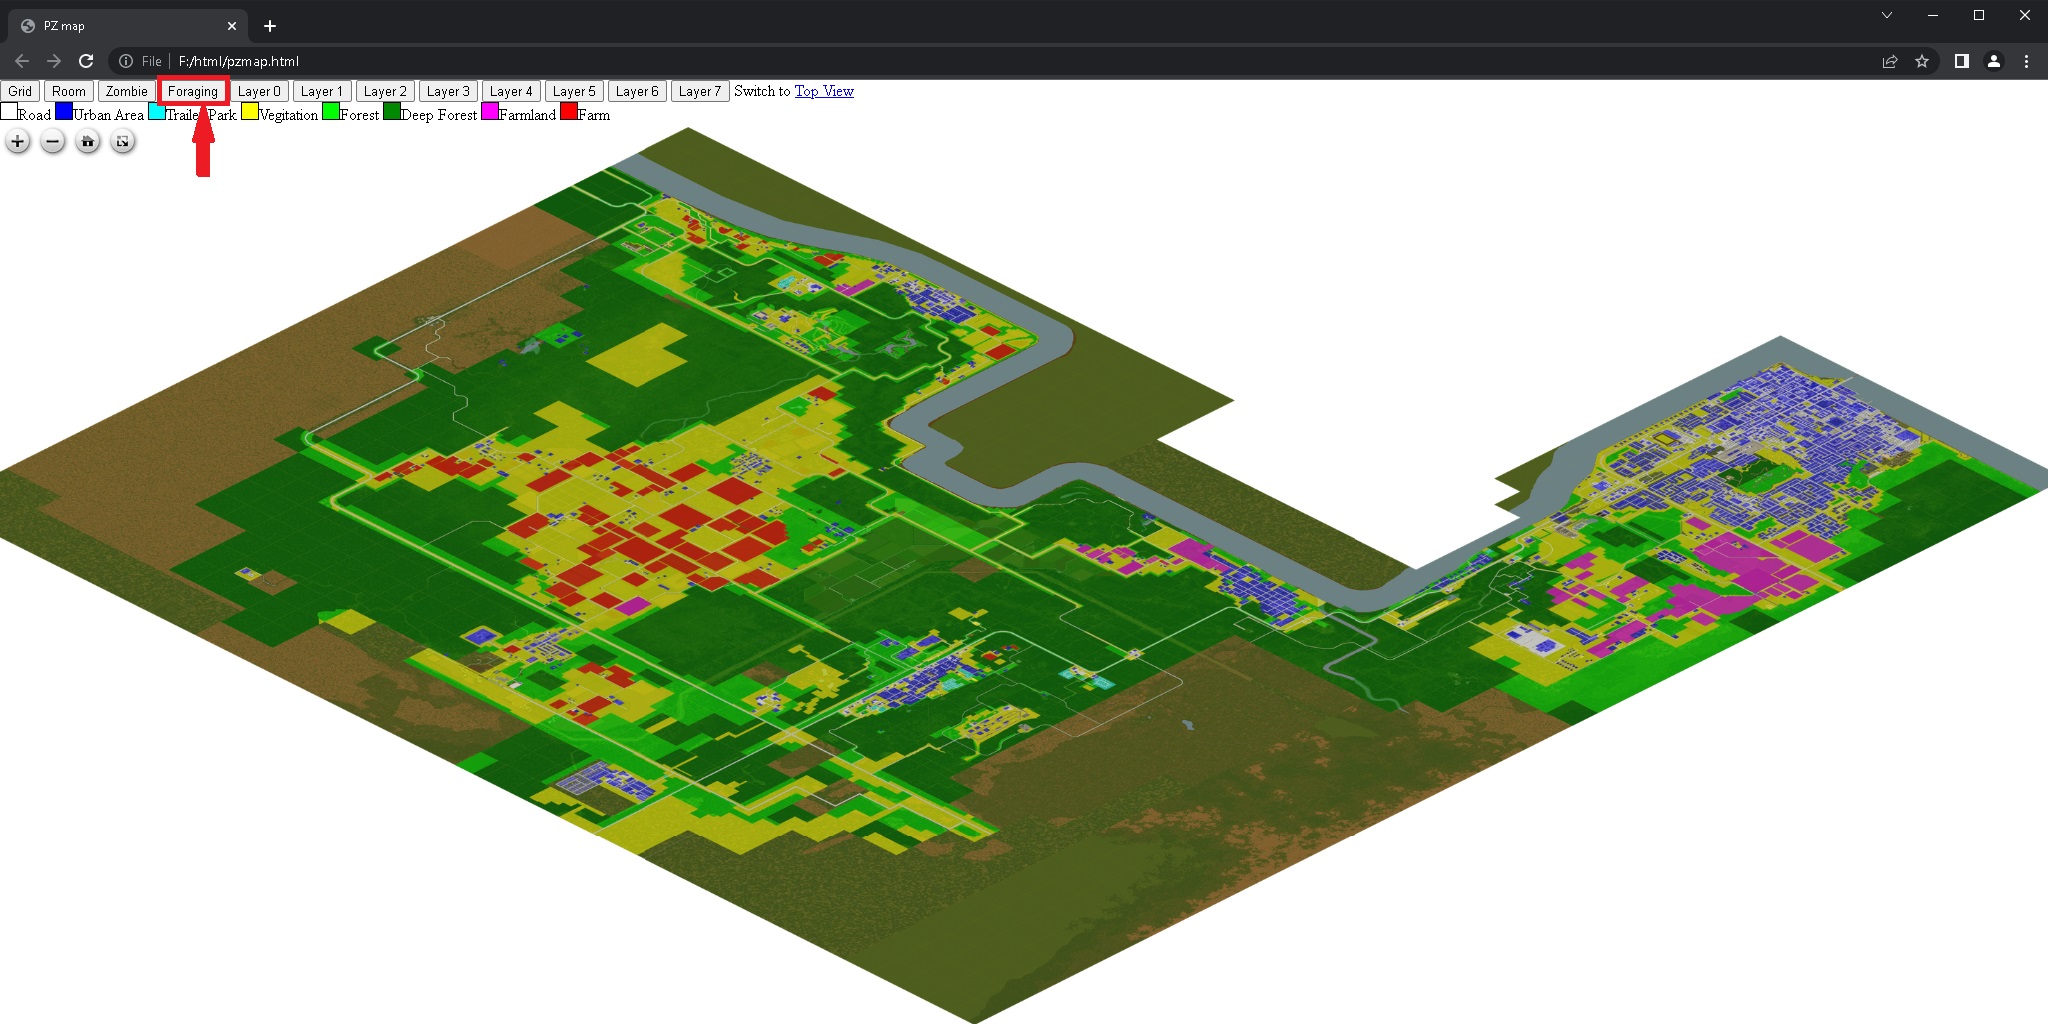 PZ map
File F:/html/pzmap.html
Grid Room Zombie Foraging Layer 0 Layer 1 Layer 2 Layer 3 Layer 4 Layer 5 Layer 6 Layer 7 Switch to Top View
Road Urban Area Trailer Park Vegitation Forest Deep Forest Farmland Farm